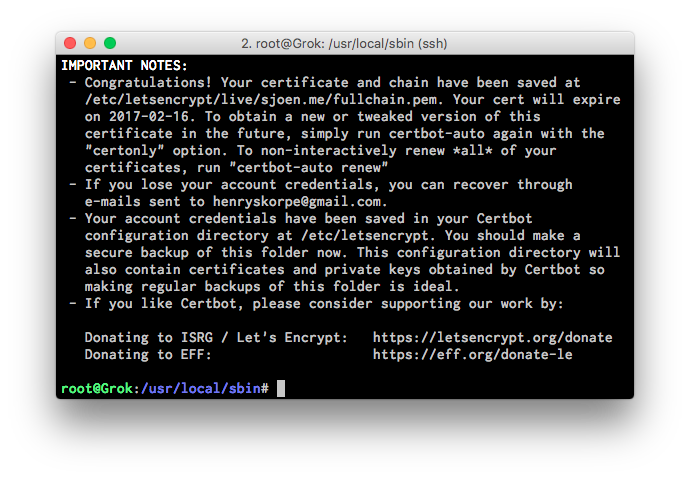 2. root@Grok: /usr/local/sbin (ssh)
IMPORTANT NOTES:
- Congratulations! Your certificate and chain have been saved at
/etc/letsencrypt/live/sjoen.me/fullchain.pem. Your cert will expire
on 2017-02-16. To obtain a new or tweaked version of this
certificate in the future, simply run certbot-auto again with the
"certonly" option. To non-interactively renew *all* of your
certificates, run "certbot-auto renew"
- If you lose your account credentials, you can recover through
e-mails sent to henryskorpe@gmail.com.
- Your account credentials have been saved in your Certbot
configuration directory at /etc/letsencrypt. You should make a
secure backup of this folder now. This configuration directory will
also contain certificates and private keys obtained by Certbot so
making regular backups of this folder is ideal.
- If you like Certbot, please consider supporting our work by:
Donating to ISRG / Let's Encrypt: https://letsencrypt.org/donate
Donating to EFF: https://eff.org/donate-le
root@Grok:/usr/local/sbin#